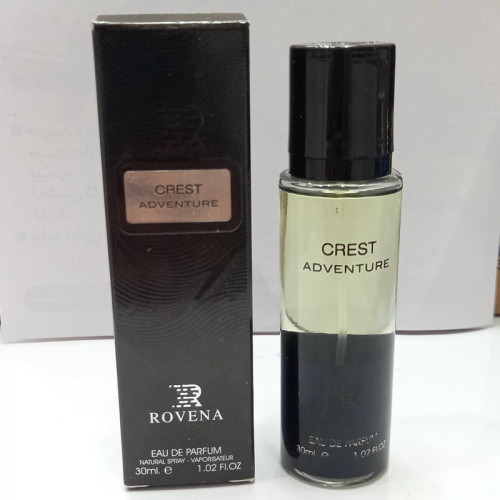 CREST
ADVENTURE
ROVENA
EAU DE PARFUM
NATURAL SPRAY - VAPORISATEUR
30ml. e 1.02 Fl.OZ
CREST
ADVENTURE
EAU DE PARFUM
30ml. e 1.02 Fl.OZ